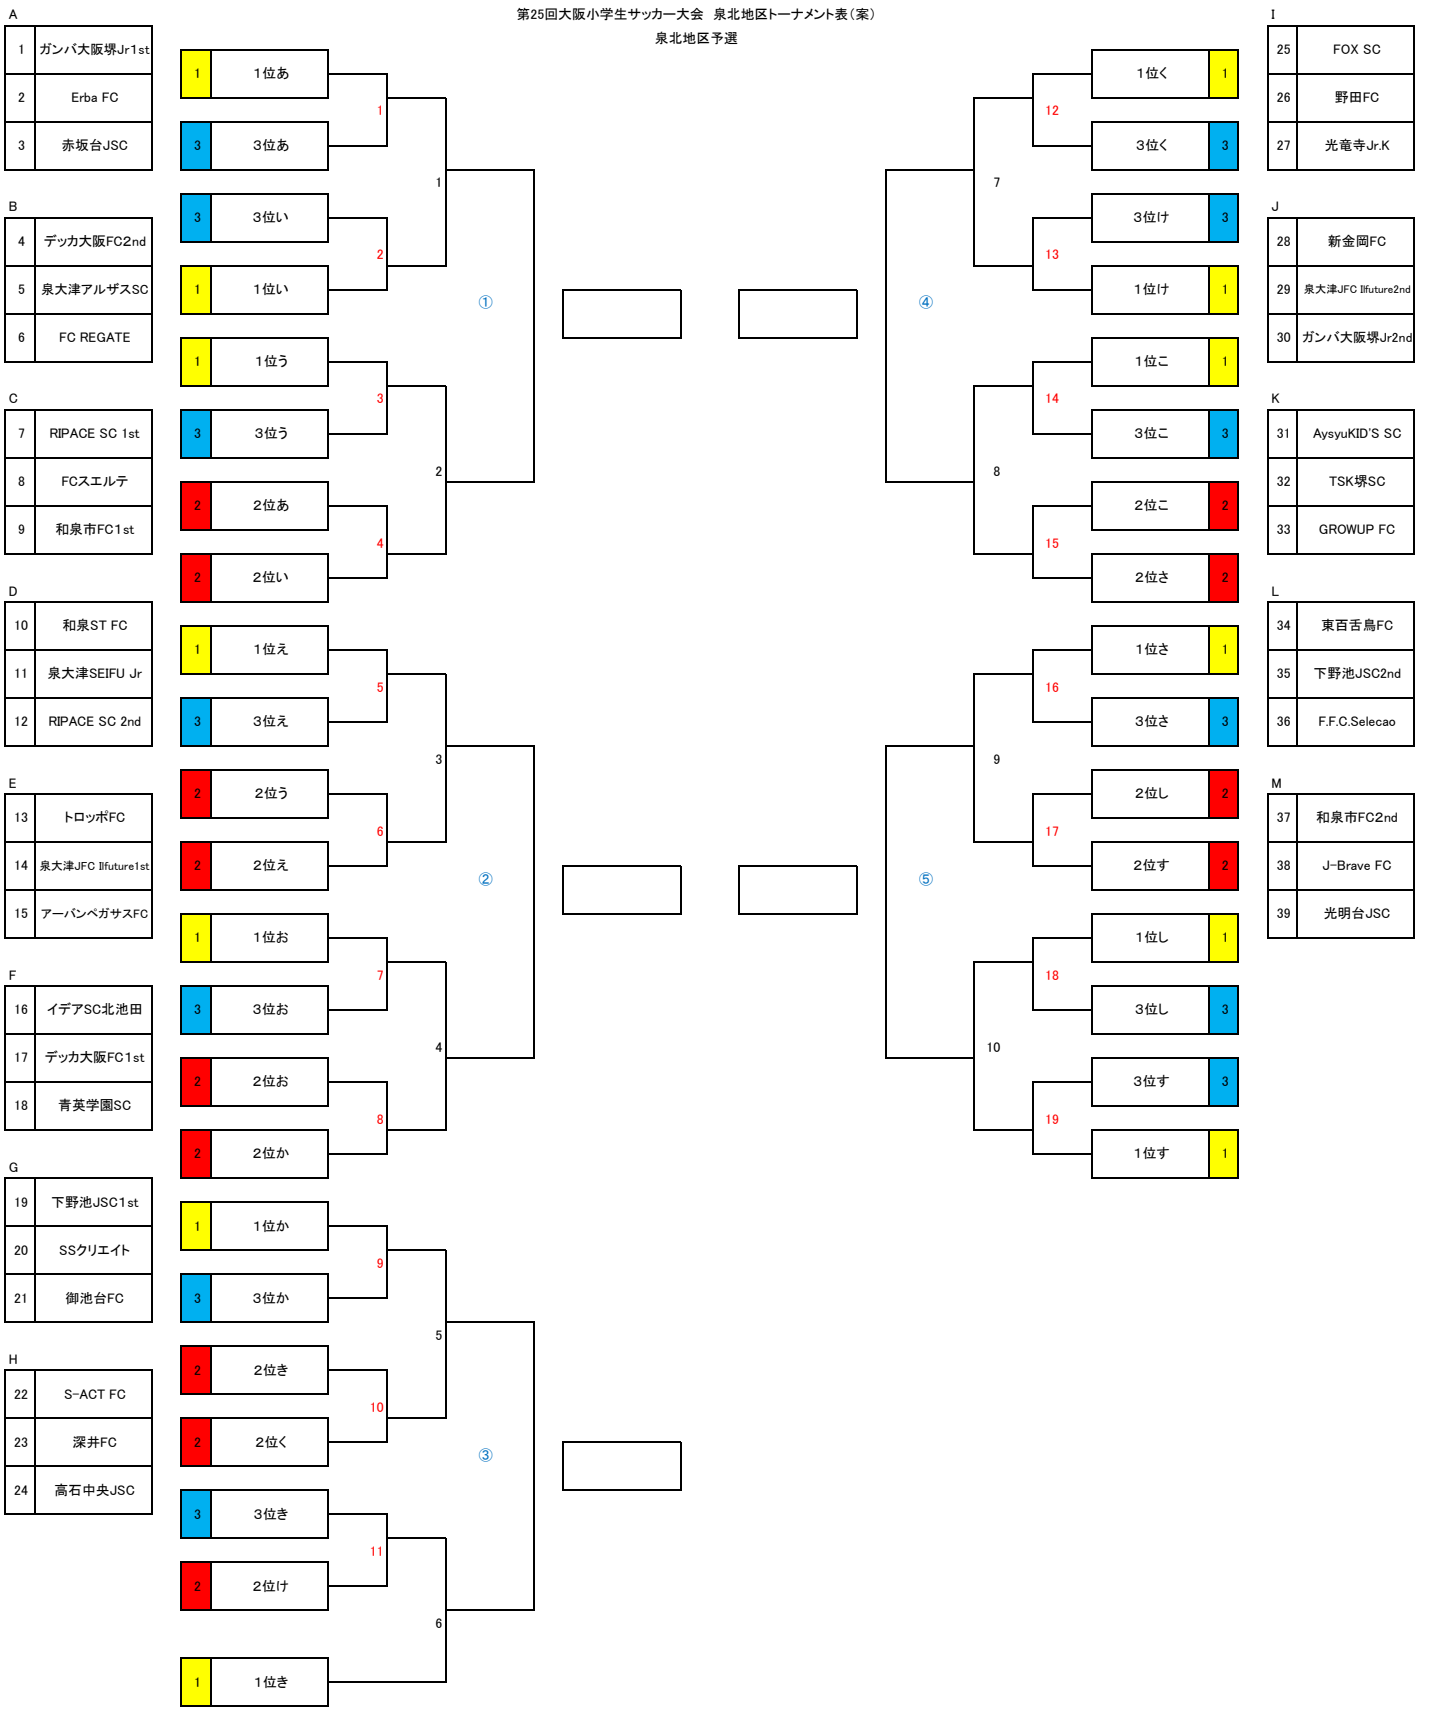 第25回大阪小学生サッカー大会 泉北地区トーナメント表(案)
泉北地区予選
A
1 ガンバ大阪堺Jr1st
2 Erba FC
3 赤坂台JSC
B
4 デッカ大阪FC2nd
5 泉大津アルザスSC
6 FC REGATE
C
7 RIPACE SC 1st
8 FCスエルテ
9 和泉市FC1st
D
10 和泉ST FC
11 泉大津SEIFU Jr
12 RIPACE SC 2nd
E
13 トロッポFC
14 泉大津JFC Ilfuture1st
15 アーバンペガサスFC
F
16 イデアSC北池田
17 デッカ大阪FC1st
18 青英学園SC
G
19 下野池JSC1st
20 SSクリエイト
21 御池台FC
H
22 S-ACT FC
23 深井FC
24 高石中央JSC
1 1位あ
1
3 3位あ
1
3 3位い
2
1 1位い
①
1 1位う
3
3 3位う
2
2 2位あ
4
2 2位い
1 1位え
5
3 3位え
3
2 2位う
6
2 2位え
②
1 1位お
7
3 3位お
4
2 2位お
8
2 2位か
1 1位か
9
3 3位か
5
2 2位き
10
2 2位く
③
3 3位き
11
2 2位け
6
1 1位き
1位く 1
12
3位く 3
7
3位け 3
13
1位け 1
④
1位こ 1
14
3位こ 3
8
2位こ 2
15
2位さ 2
1位さ 1
16
3位さ 3
9
2位し 2
17
2位す 2
⑤
1位し 1
18
3位し 3
10
3位す 3
19
1位す 1
I
25 FOX SC
26 野田FC
27 光竜寺Jr.K
J
28 新金岡FC
29 泉大津JFC Ilfuture2nd
30 ガンバ大阪堺Jr2nd
K
31 AysyuKID'S SC
32 TSK堺SC
33 GROWUP FC
L
34 東百舌鳥FC
35 下野池JSC2nd
36 F.F.C.Selecao
M
37 和泉市FC2nd
38 J-Brave FC
39 光明台JSC